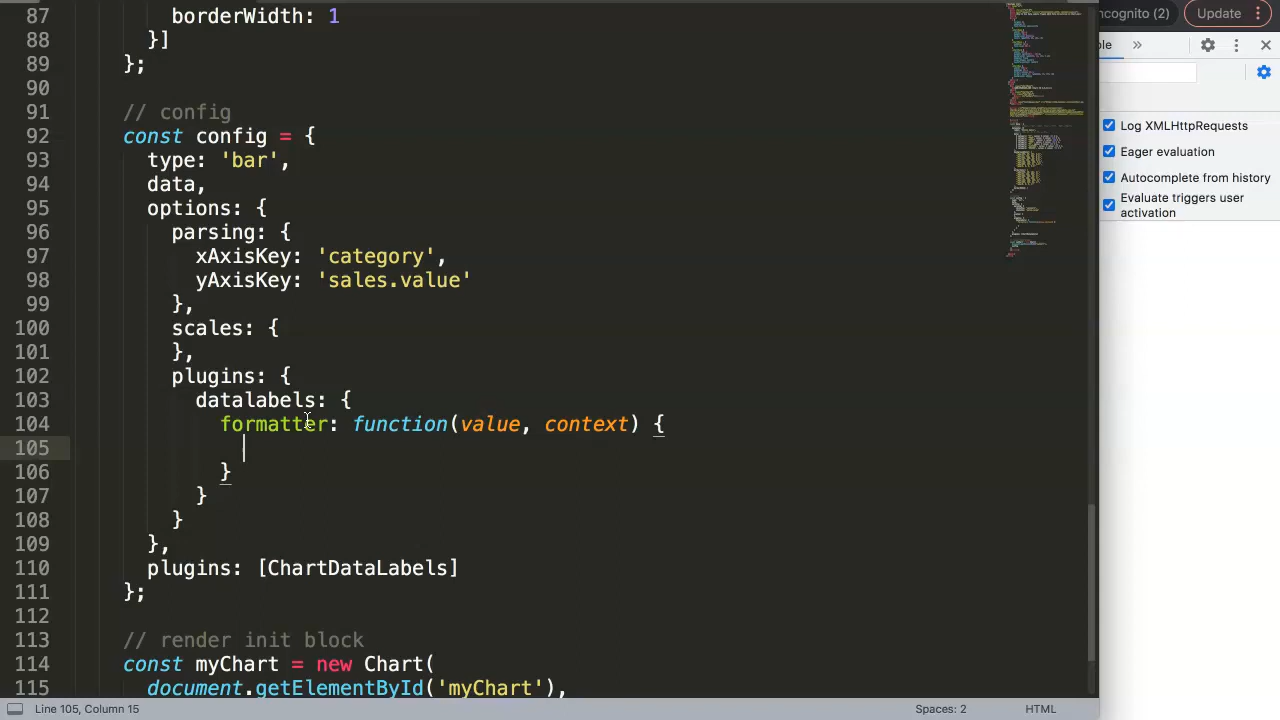 87 borderWidth: 1
88 }]
89 };
90
91 // config
92 const config = {
93 type: 'bar',
94 data,
95 options: {
96 parsing: {
97 xAxisKey: 'category',
98 yAxisKey: 'sales.value'
99 },
100 scales: {
101 },
102 plugins: {
103 datalabels: {
104 formatter: function(value, context) {
105
106 }
107 }
108 }
109 },
110 plugins: [ChartDataLabels]
111 };
112
113 // render init block
114 const myChart = new Chart(
115 document.getElementById('myChart'),
Line 105, Column 15
Spaces: 2
HTML
ncognito (2)
Update
ole
»
Log XMLHttpRequests
Eager evaluation
Autocomplete from history
Evaluate triggers user
activation